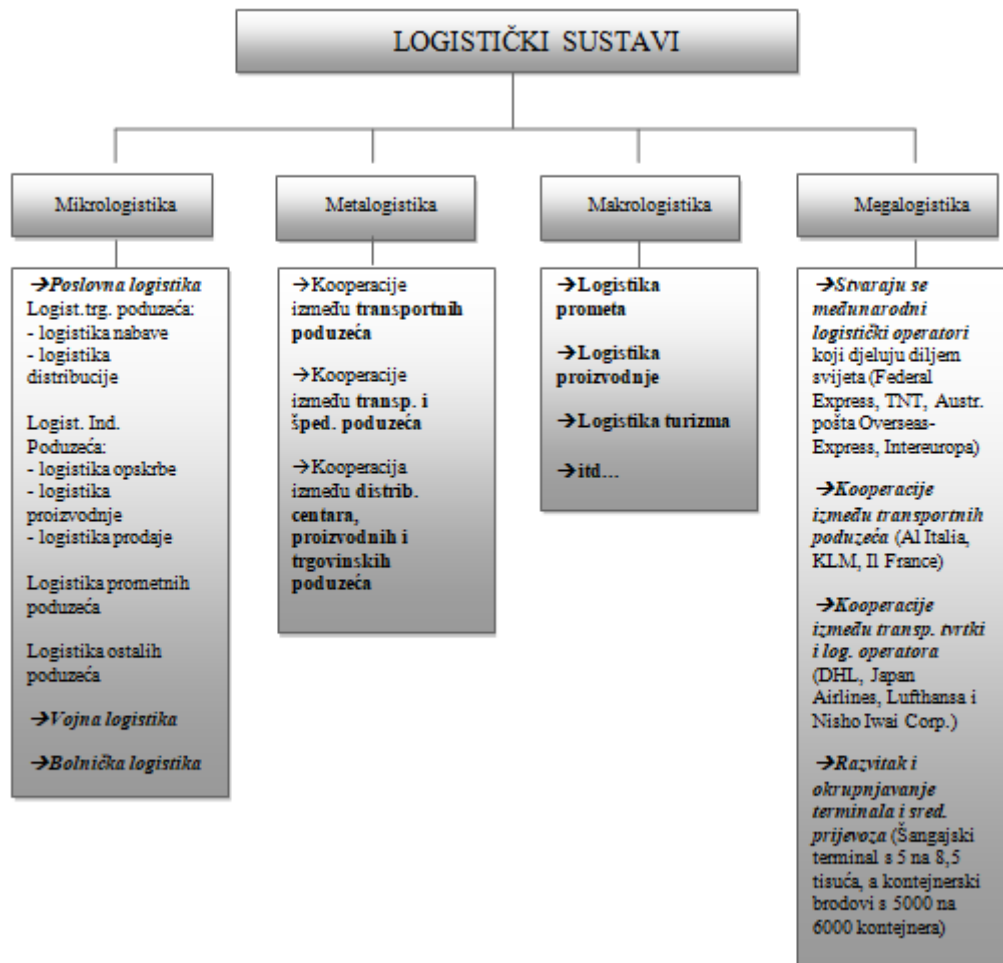 LOGISTIČKI SUSTAVI
Mikrologistika
Metalogistika
Makrologistika
Megalogistika
→Poslovna logistika
Logist.trg. poduzeća:
- logistika nabave
- logistika
distribucije
Logist. Ind.
Poduzeća:
- logistika opskrbe
- logistika
proizvodnje
- logistika prodaje
Logistika prometnih
poduzeća
Logistika ostalih
poduzeća
→Vojna logistika
→Bolnička logistika
→Kooperacije
između transportnih
poduzeća
→Kooperacije
između transp. i
šped. poduzeća
→Kooperacija
između distrib.
centara,
proizvodnih i
trgovinskih
poduzeća
→Logistika
prometa
→Logistika
proizvodnje
→Logistika turizma
→itd...
→Stvaraju se
međunarodni
logistički operatori
koji djeluju diljem
svijeta (Federal
Express, TNT, Austr.
pošta Overseas-
Express, Intereuropa)
→Kooperacije
između transportnih
poduzeća (Al Italia,
KLM, Il France)
→Kooperacije
između transp. tvrtki
i log. operatora
(DHL, Japan
Airlines, Lufthansa i
Nisho Iwai Corp.)
→Razvitak i
okrupnjavanje
terminala i sred.
prijevoza (Šangajski
terminal s 5 na 8,5
tisuća, a kontejnerski
brodovi s 5000 na
6000 kontejnera)